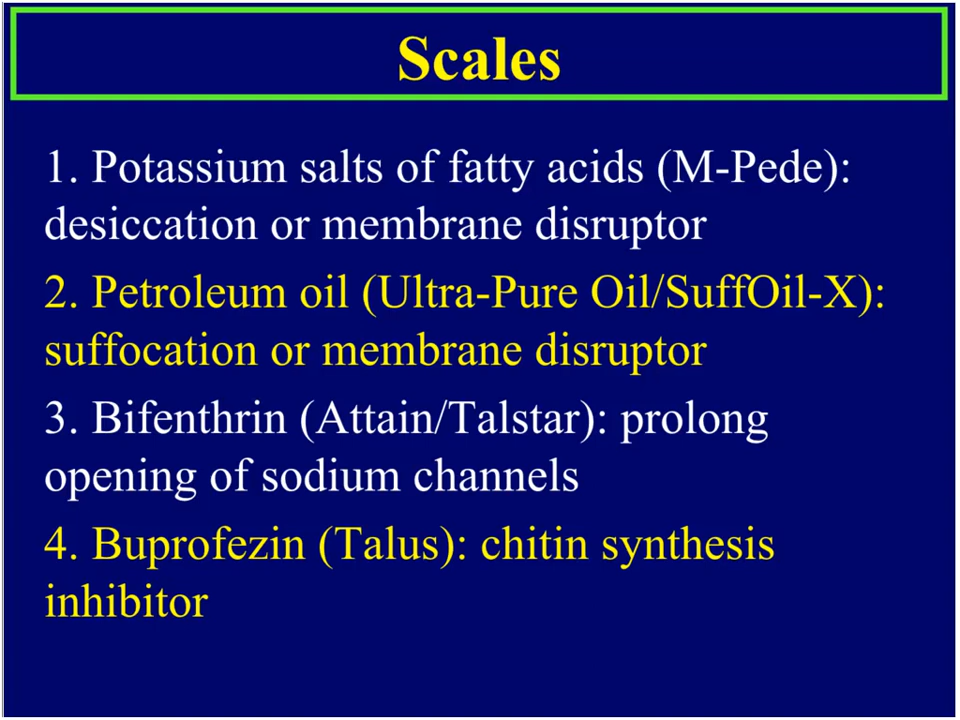 Scales
1. Potassium salts of fatty acids (M-Pede):
desiccation or membrane disruptor
2. Petroleum oil (Ultra-Pure Oil/SuffOil-X):
suffocation or membrane disruptor
3. Bifenthrin (Attain/Talstar): prolong
opening of sodium channels
4. Buprofezin (Talus): chitin synthesis
inhibitor